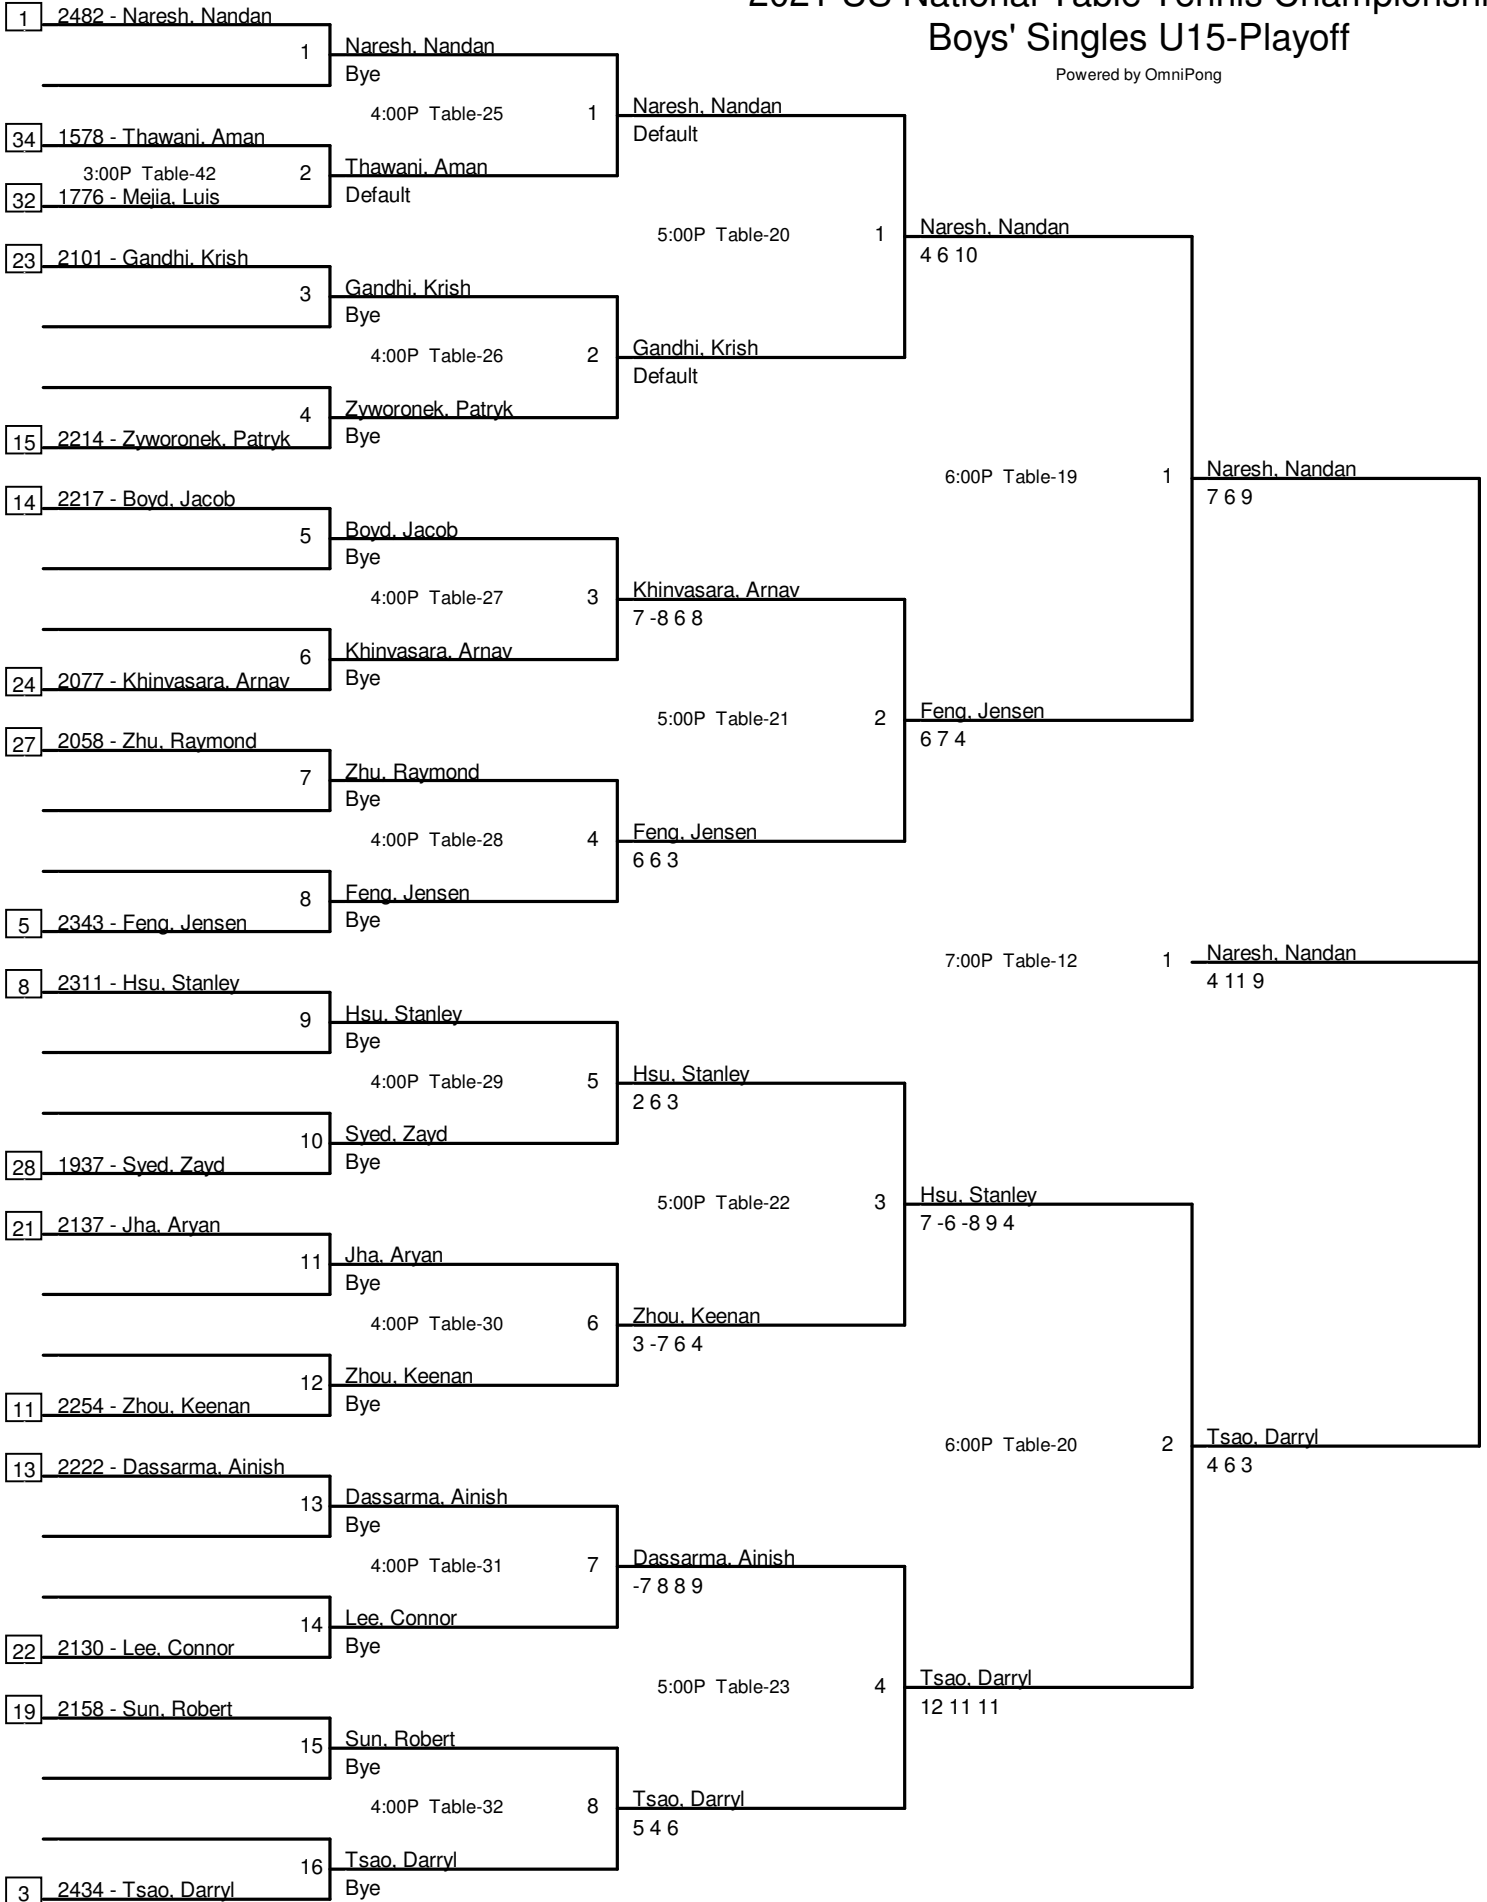 2021 US National Table Tennis Championshi
Boys' Singles U15-Playoff
Powered by OmniPong
1 2482 - Naresh, Nandan
1 Naresh, Nandan
Bye
4:00P Table-25 1 Naresh, Nandan
Default
34 1578 - Thawani, Aman
3:00P Table-42 2 Thawani, Aman
Default
32 1776 - Mejia, Luis
5:00P Table-20 1 Naresh, Nandan
4 6 10
23 2101 - Gandhi, Krish
3 Gandhi, Krish
Bye
4:00P Table-26 2 Gandhi, Krish
Default
4 Zyworonek, Patryk
Bye
15 2214 - Zyworonek, Patryk
6:00P Table-19 1 Naresh, Nandan
7 6 9
14 2217 - Boyd, Jacob
5 Boyd, Jacob
Bye
4:00P Table-27 3 Khinvasara, Arnav
7 -8 6 8
6 Khinvasara, Arnav
Bye
24 2077 - Khinvasara, Arnav
5:00P Table-21 2 Feng, Jensen
6 7 4
27 2058 - Zhu, Raymond
7 Zhu, Raymond
Bye
4:00P Table-28 4 Feng, Jensen
6 6 3
8 Feng, Jensen
Bye
5 2343 - Feng, Jensen
7:00P Table-12 1 Naresh, Nandan
4 11 9
8 2311 - Hsu, Stanley
9 Hsu, Stanley
Bye
4:00P Table-29 5 Hsu, Stanley
2 6 3
10 Syed, Zayd
Bye
28 1937 - Syed, Zayd
5:00P Table-22 3 Hsu, Stanley
7 -6 -8 9 4
21 2137 - Jha, Aryan
11 Jha, Aryan
Bye
4:00P Table-30 6 Zhou, Keenan
3 -7 6 4
12 Zhou, Keenan
Bye
11 2254 - Zhou, Keenan
6:00P Table-20 2 Tsao, Darryl
4 6 3
13 2222 - Dassarma, Ainish
13 Dassarma, Ainish
Bye
4:00P Table-31 7 Dassarma, Ainish
-7 8 8 9
14 Lee, Connor
Bye
22 2130 - Lee, Connor
5:00P Table-23 4 Tsao, Darryl
12 11 11
19 2158 - Sun, Robert
15 Sun, Robert
Bye
4:00P Table-32 8 Tsao, Darryl
5 4 6
16 Tsao, Darryl
Bye
3 2434 - Tsao, Darryl